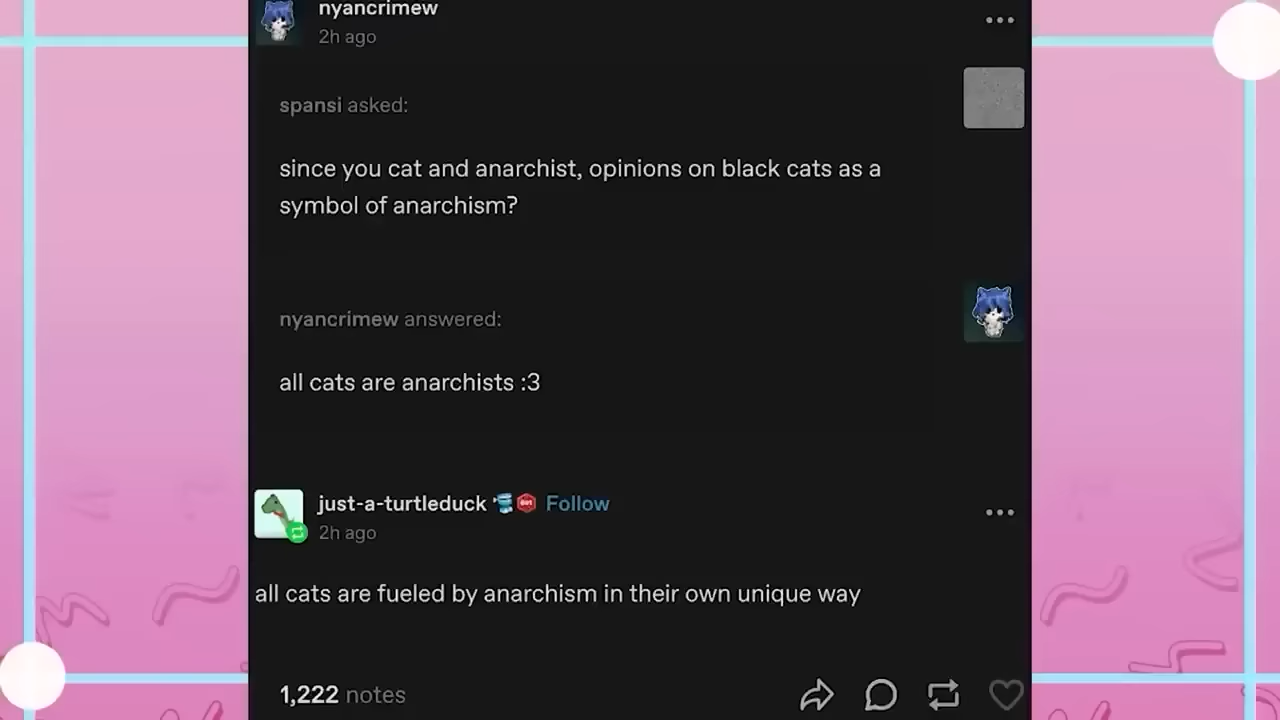 nyancrimew
2h ago
spansi asked:
since you cat and anarchist, opinions on black cats as a
symbol of anarchism?
nyancrimew answered:
all cats are anarchists :3
just-a-turtleduck Follow
2h ago
all cats are fueled by anarchism in their own unique way
1,222 notes